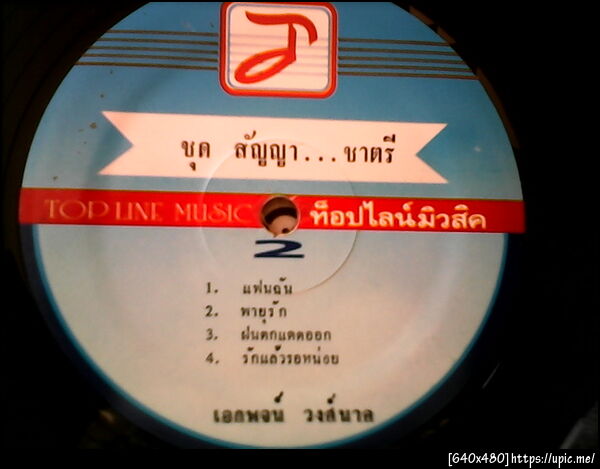 ชุด สัญญา...ชาตรี
TOP LINE MUSIC ท็อปไลน์มิวสิค
2
1. แฟนฉัน
2. พายุรัก
3. ฝนตกแดดออก
4. รักแล้วรอหน่อย
เอกพจน์ วงศ์นาค
[640x480]https://upic.me/